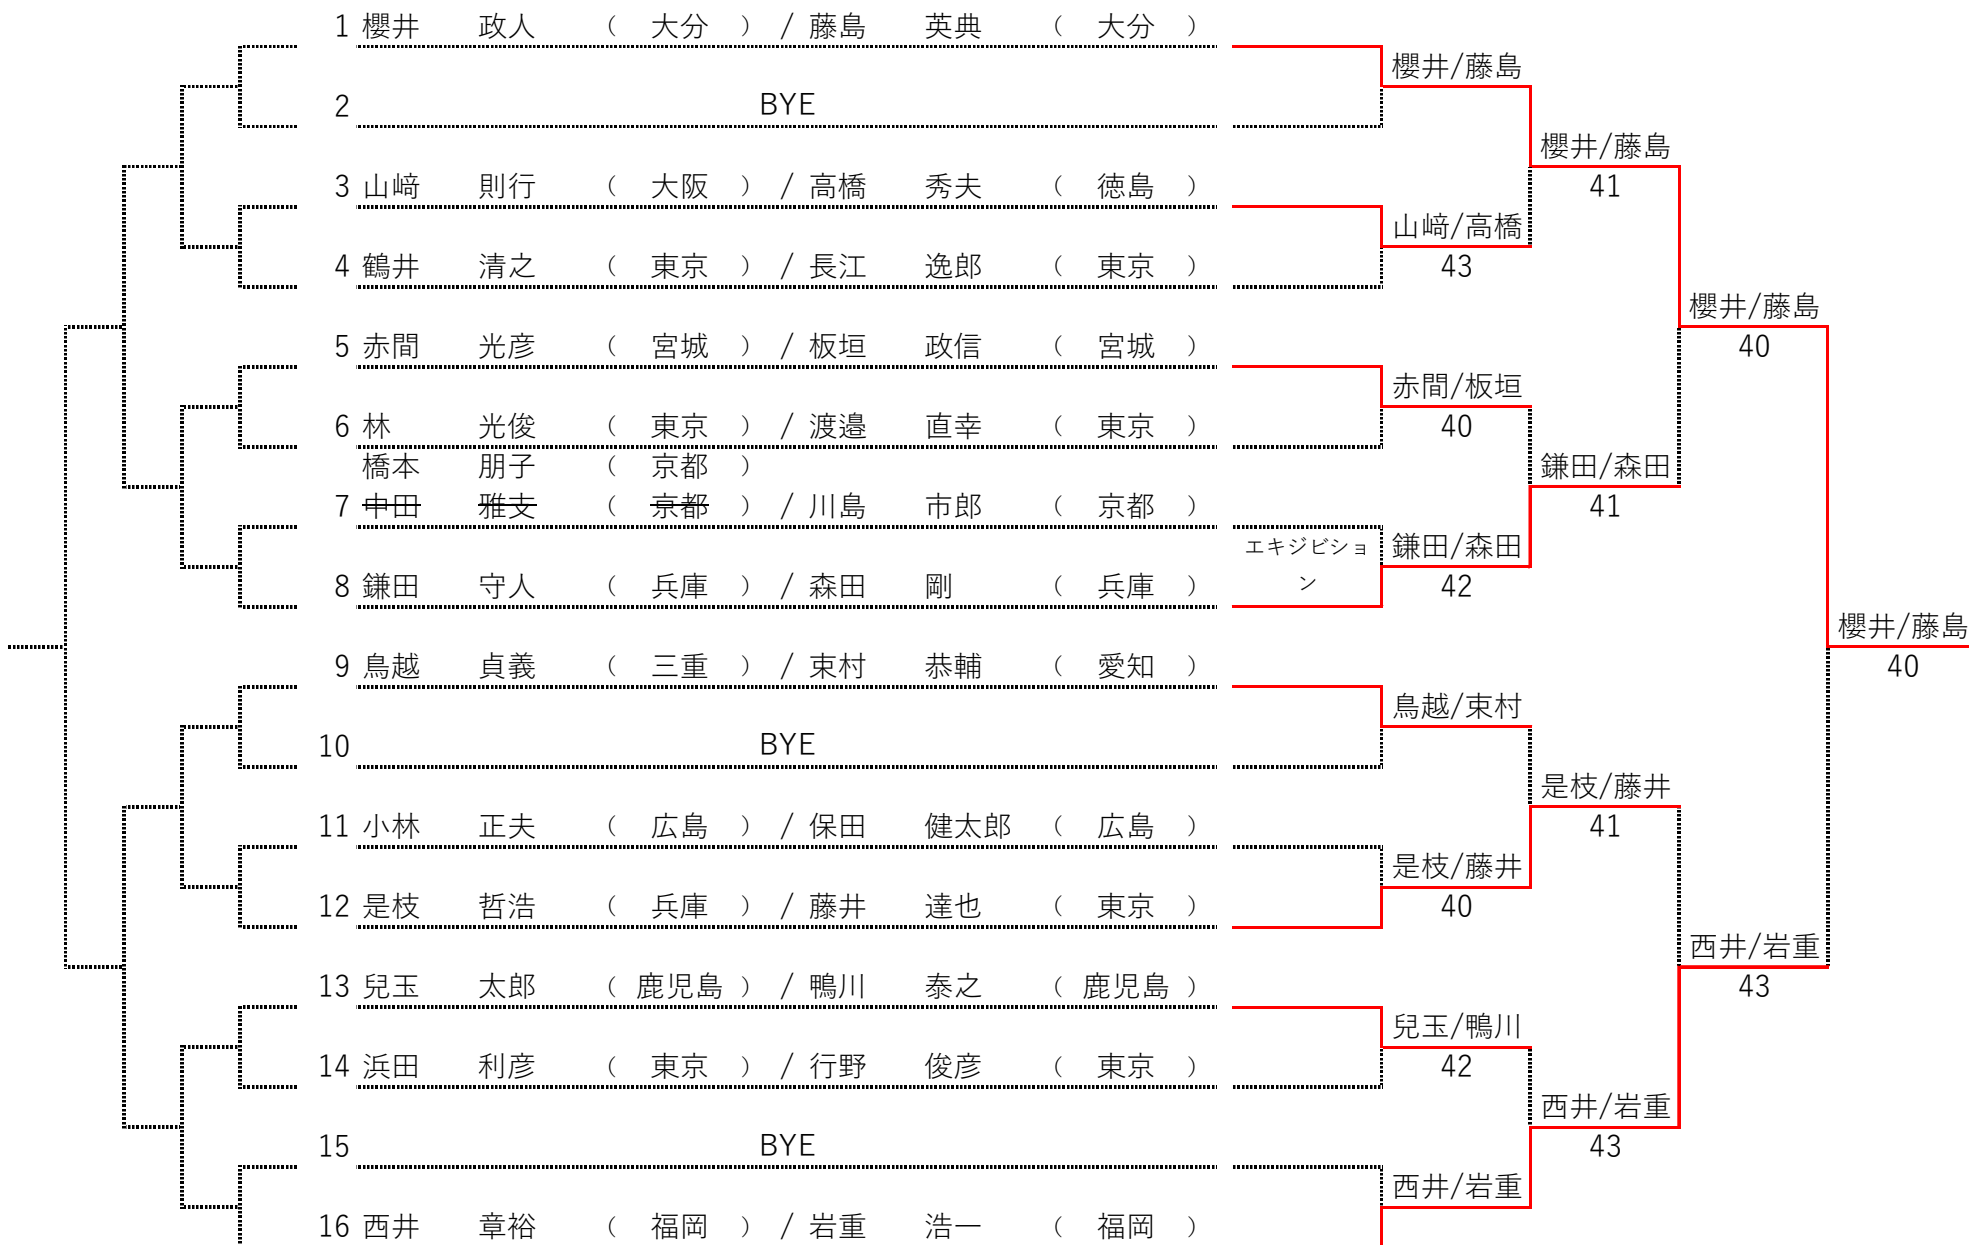 1 櫻井 政人 ( 大分 ) / 藤島 英典 ( 大分 )
櫻井/藤島
2 BYE
櫻井/藤島
3 山﨑 則行 ( 大阪 ) / 高橋 秀夫 ( 徳島 )
41
山﨑/高橋
4 鶴井 清之 ( 東京 ) / 長江 逸郎 ( 東京 )
43
櫻井/藤島
5 赤間 光彦 ( 宮城 ) / 板垣 政信 ( 宮城 )
40
赤間/板垣
6 林 光俊 ( 東京 ) / 渡邉 直幸 ( 東京 )
40
橋本 朋子 ( 京都 )
鎌田/森田
7 中田 雅支 ( 京都 ) / 川島 市郎 ( 京都 )
41
エキジビショ
ン
鎌田/森田
8 鎌田 守人 ( 兵庫 ) / 森田 剛 ( 兵庫 )
42
櫻井/藤島
9 鳥越 貞義 ( 三重 ) / 束村 恭輔 ( 愛知 )
40
鳥越/束村
10 BYE
是枝/藤井
11 小林 正夫 ( 広島 ) / 保田 健太郎 ( 広島 )
41
是枝/藤井
12 是枝 哲浩 ( 兵庫 ) / 藤井 達也 ( 東京 )
40
西井/岩重
13 兒玉 太郎 ( 鹿児島 ) / 鴨川 泰之 ( 鹿児島 )
43
兒玉/鴨川
14 浜田 利彦 ( 東京 ) / 行野 俊彦 ( 東京 )
42
西井/岩重
15 BYE
43
西井/岩重
16 西井 章裕 ( 福岡 ) / 岩重 浩一 ( 福岡 )